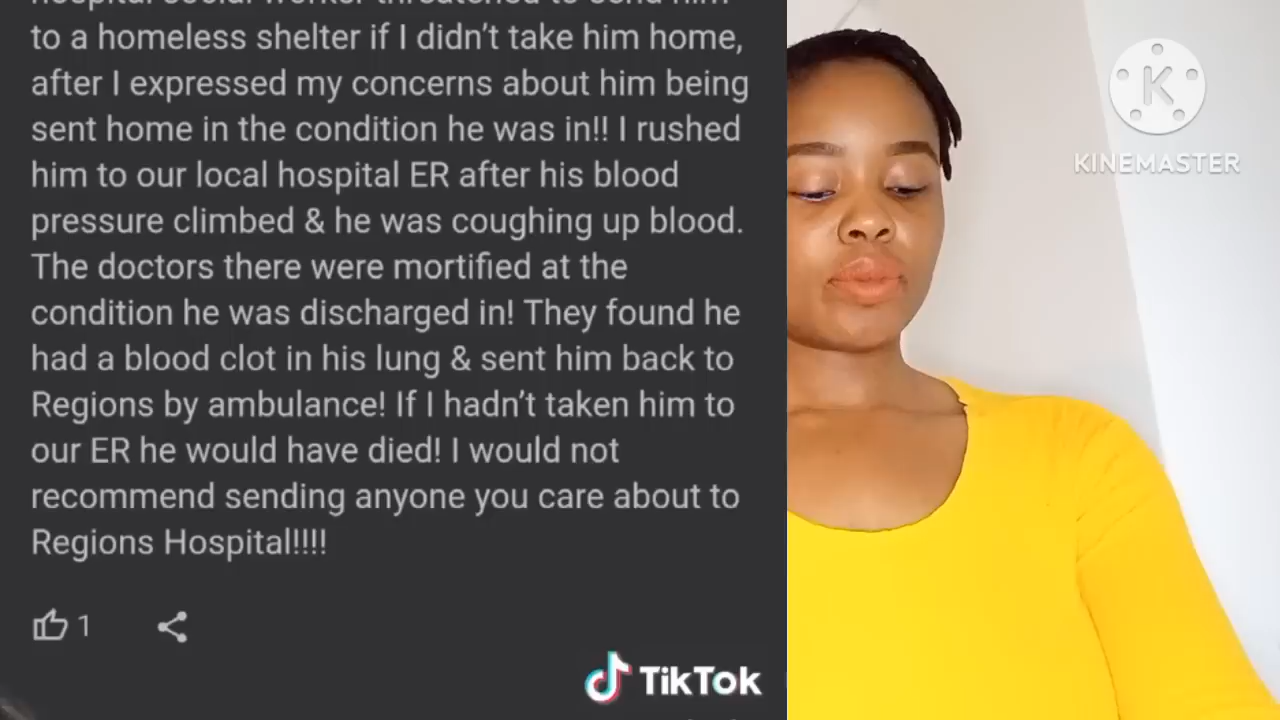 to a homeless shelter if I didn't take him home,
after I expressed my concerns about him being
sent home in the condition he was in!! I rushed
him to our local hospital ER after his blood
pressure climbed & he was coughing up blood.
The doctors there were mortified at the
condition he was discharged in! They found he
had a blood clot in his lung & sent him back to
Regions by ambulance! If I hadn't taken him to
our ER he would have died! I would not
recommend sending anyone you care about to
Regions Hospital!!!!
1
TikTok
K
KINEMASTER